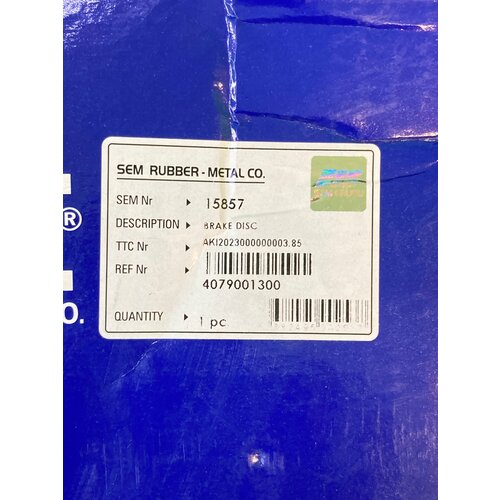 SEM RUBBER - METAL CO.
SEM Nr ▸ 15857
DESCRIPTION ▸ BRAKE DISC
TTC Nr ▸ AKI2023000000003.85
REF Nr ▸ 4079001300
QUANTITY ▸ 1 pc
®
O.